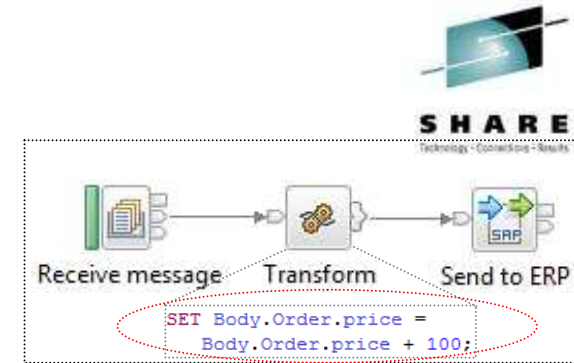 SHARE
Technology · Connections · Results
SAP
Receive message Transform Send to ERP
SET Body.Order.price =
Body.Order.price + 100;